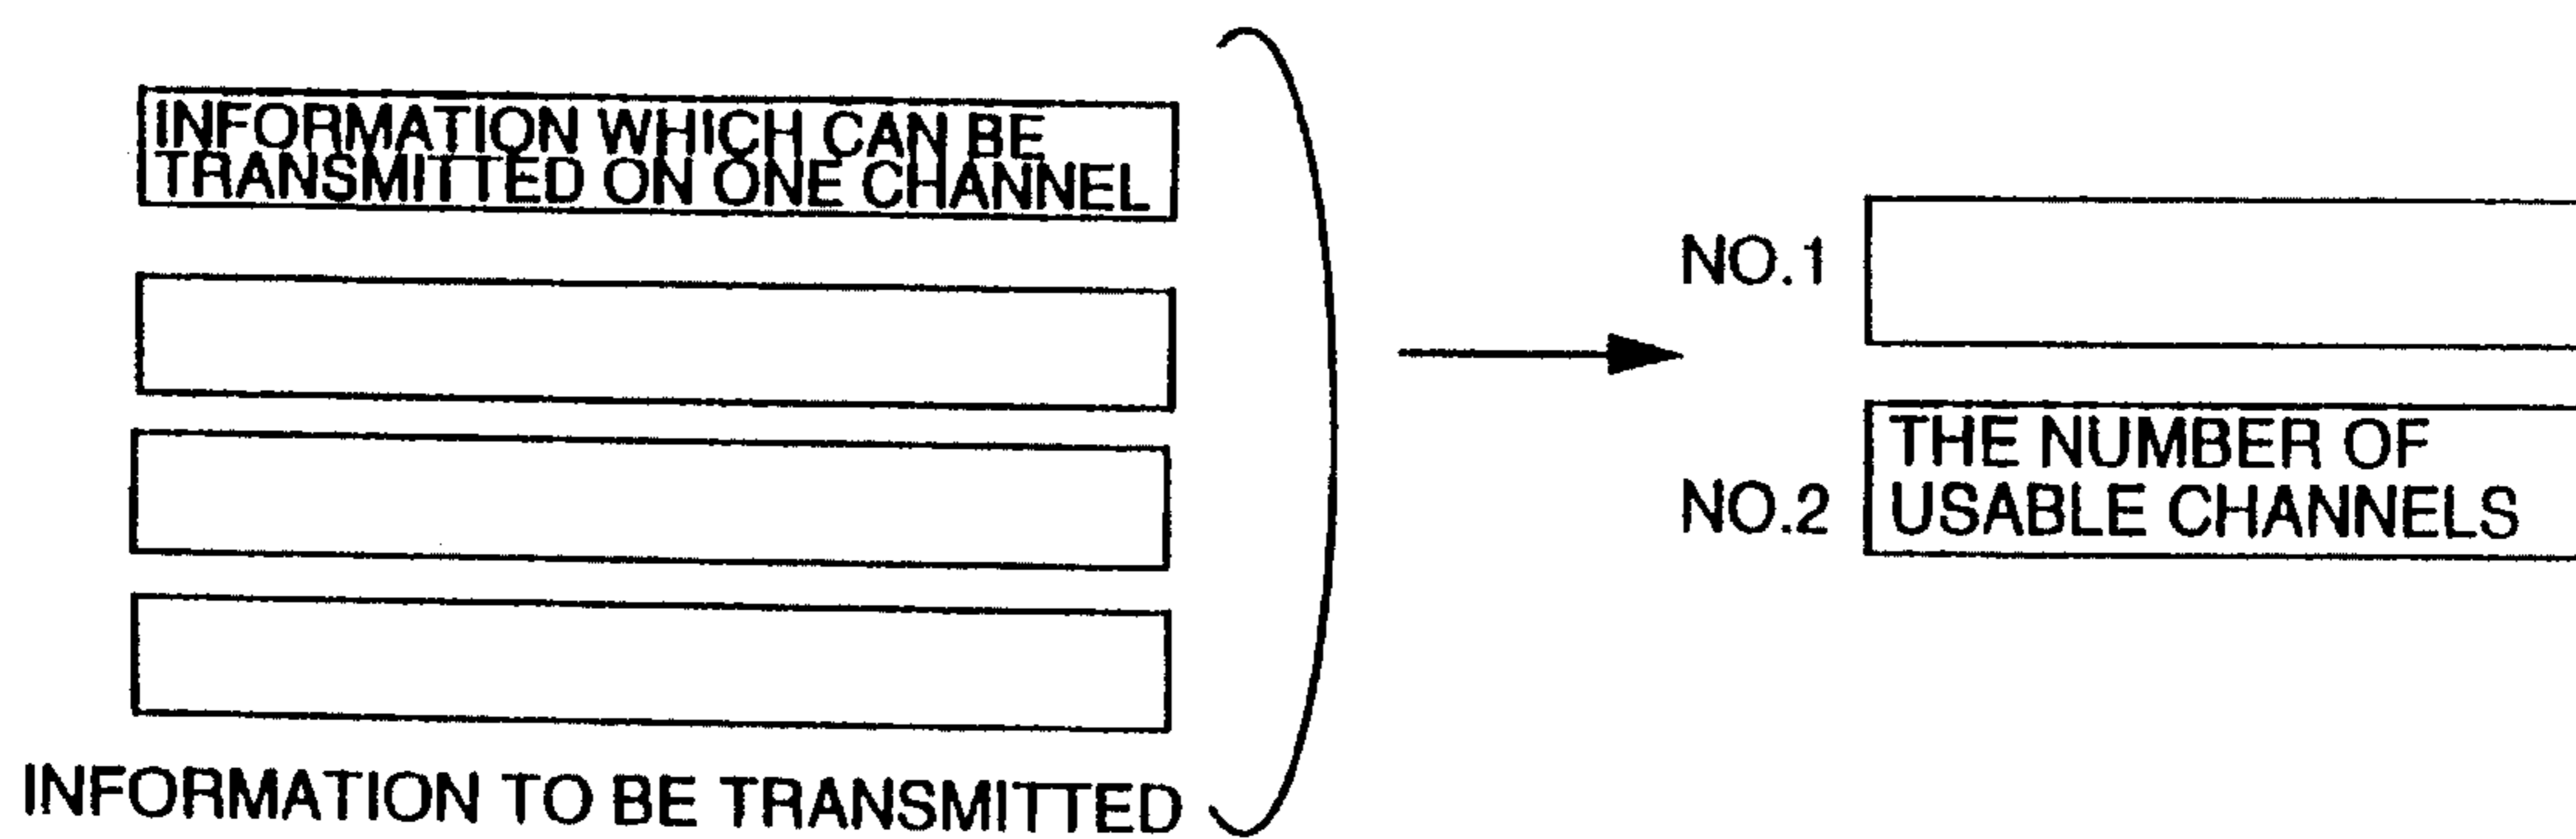 INFORMATION WHICH CAN BE
TRANSMITTED ON ONE CHANNEL
INFORMATION TO BE TRANSMITTED
NO.1
NO.2
THE NUMBER OF
USABLE CHANNELS